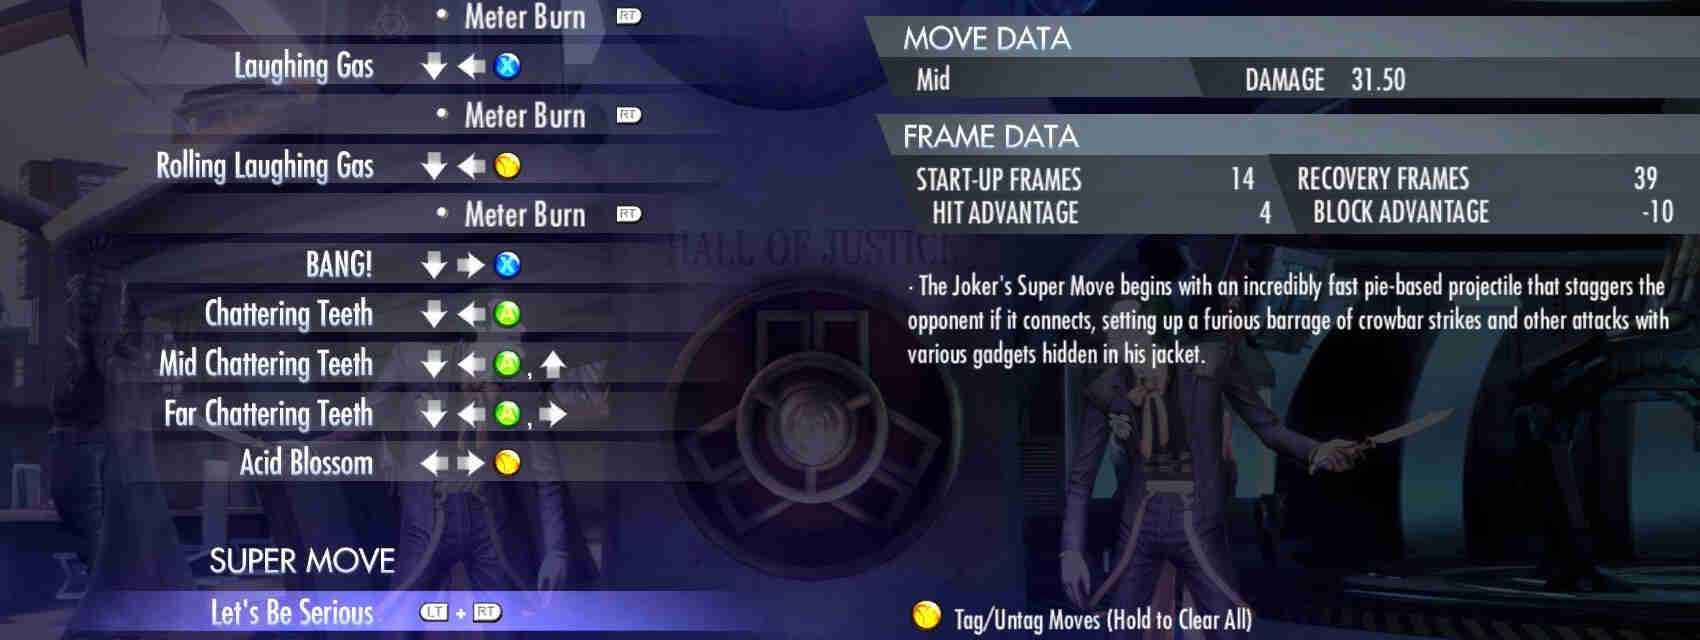 Meter Burn RT
Laughing Gas X
Meter Burn RT
Rolling Laughing Gas Y
Meter Burn RT
BANG! X
Chattering Teeth A
Mid Chattering Teeth A ,
Far Chattering Teeth A ,
Acid Blossom Y
SUPER MOVE
Let's Be Serious LT + RT
HALL OF JUSTICE
MOVE DATA
Mid DAMAGE 31.50
FRAME DATA
START-UP FRAMES 14 RECOVERY FRAMES 39
HIT ADVANTAGE 4 BLOCK ADVANTAGE -10
· The Joker's Super Move begins with an incredibly fast pie-based projectile that staggers the
opponent if it connects, setting up a furious barrage of crowbar strikes and other attacks with
various gadgets hidden in his jacket.
Y Tag/Untag Moves (Hold to Clear All)